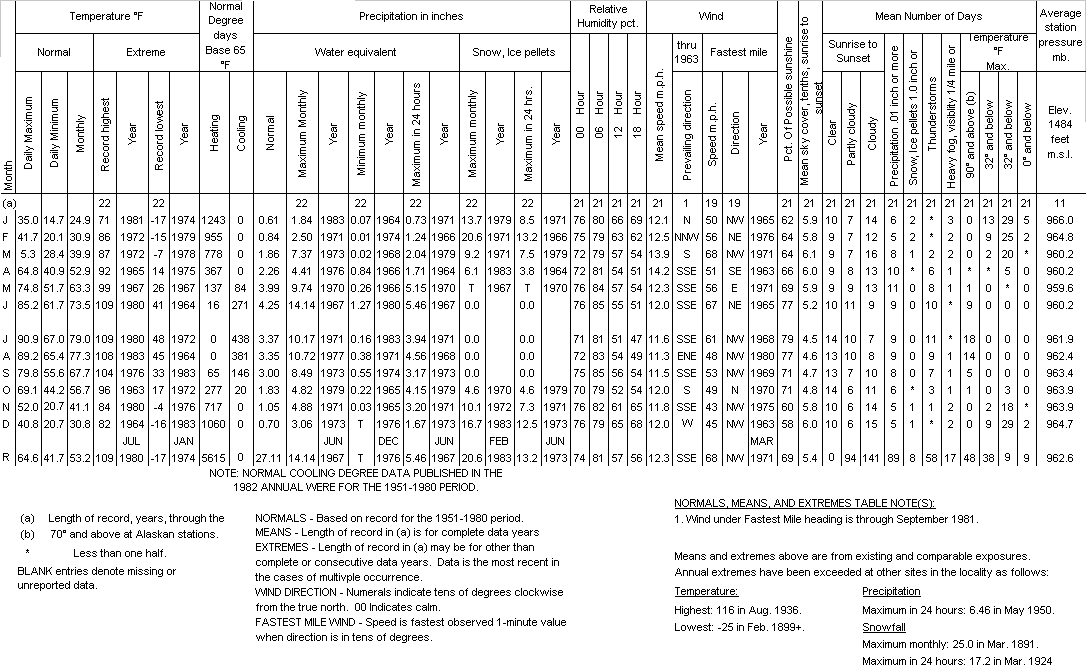 Temperature °F Normal Degree days Base 65 °F Precipitation in inches Relative Humidity pct. Wind Pct. Of Possible sunshine Mean sky cover, tenths, sunrise to sunset Mean Number of Days Average station pressure mb.
Normal Extreme Water equivalent Snow, Ice pellets thru 1963 Fastest mile Sunrise to Sunset Temperature °F Max.
Month Daily Maximum Daily Minimum Monthly Record highest Year Record lowest Year Heating Cooling Normal Maximum Monthly Year Minimum monthly Year Maximum in 24 hours Year Maximum monthly Year Maximum in 24 hrs. Year 00 Hour 06 Hour 12 Hour 18 Hour Mean speed m.p.h. Prevailing direction Speed m.p.h. Direction Year Clear Partly cloudy Cloudy Precipitation .01 inch or more Snow, Ice pellets 1.0 inch or Thunderstorms Heavy fog, visiblity 1/4 mile or 90° and above (b) 32° and below 32° and below 0° and below Elev. 1484 feet m.s.l.
(a) 22 22 22 22 22 22 22 21 21 21 21 21 1 19 19 21 21 21 21 21 21 21 21 21 21 21 21 21 11
J 35.0 14.7 24.9 71 1981 -17 1974 1243 0 0.61 1.84 1983 0.07 1964 0.73 1971 13.7 1979 8.5 1971 76 80 66 69 12.1 N 50 NW 1965 62 5.9 10 7 14 6 2 * 3 0 13 29 5 966.0
F 41.7 20.1 30.9 86 1972 -15 1979 955 0 0.84 2.50 1971 0.01 1974 1.24 1966 20.6 1971 13.2 1966 75 79 63 62 12.5 NNW 56 NE 1976 64 5.8 9 7 12 5 2 * 2 0 9 25 2 964.8
M 5.3 28.4 39.9 87 1972 -7 1978 778 0 1.86 7.37 1973 0.02 1968 2.04 1979 9.2 1971 7.5 1979 72 81 57 51 13.9 S 68 NW 1971 64 6.1 9 7 16 8 1 2 2 0 2 20 * 960.2
A 64.8 40.9 52.9 92 1965 14 1975 367 0 2.26 4.41 1976 0.84 1966 1.71 1964 6.1 1983 3.8 1964 72 81 54 51 14.2 SSE 51 SE 1963 66 6.0 9 8 13 10 * 6 1 * * 5 0 960.2
M 74.8 51.7 63.3 99 1967 26 1967 137 84 3.99 9.74 1970 0.26 1966 5.15 1970 T 1967 T 1970 76 84 57 54 12.3 SSE 56 E 1971 69 5.9 9 9 13 11 0 8 1 1 0 * 0 959.6
J 85.2 61.7 73.5 109 1980 41 1964 16 271 4.25 14.14 1967 1.27 1980 5.46 1967 0.0 0.0 76 85 55 51 12.0 SSE 67 NE 1965 77 5.2 10 11 9 9 0 10 * 9 0 0 0 960.2
J 90.9 67.0 79.0 109 1980 48 1972 0 438 3.37 10.17 1971 0.16 1983 3.94 1971 0.0 0.0 71 81 51 47 11.6 SSE 61 NW 1968 79 4.5 14 10 7 9 0 11 * 18 0 0 0 961.9
A 89.2 65.4 77.3 108 1983 45 1964 0 381 3.35 10.72 1977 0.38 1971 4.56 1968 0.0 0.0 72 83 54 49 11.3 ENE 48 NW 1980 77 4.6 13 10 8 9 0 9 1 14 0 0 0 962.4
S 79.8 55.6 67.7 104 1976 33 1983 65 146 3.00 8.49 1973 0.55 1974 3.17 1973 0.0 0.0 75 85 56 53 11.5 SSE 53 NW 1969 71 4.7 13 7 10 8 0 7 1 5 0 0 0 963.4
O 69.1 44.2 56.7 96 1963 17 1972 277 20 1.83 4.82 1979 0.22 1965 4.15 1979 4.6 1970 4.6 1979 70 79 52 54 12.0 S 49 N 1970 71 4.8 14 6 11 6 * 3 1 1 0 3 0 963.9
N 52.0 20.7 41.1 84 1980 -4 1976 717 0 1.05 4.88 1971 0.03 1965 3.20 1971 10.1 1972 7.3 1971 76 82 61 65 11.8 SSE 43 NW 1975 60 5.8 10 6 14 5 1 1 2 0 2 18 * 963.9
D 40.8 20.7 30.8 82 1964 -16 1983 1060 0 0.70 3.06 1973 T 1976 1.67 1973 16.7 1983 12.5 1973 76 80 65 68 12.2 W 45 NW 1963 58 6.0 10 6 15 5 2 * 2 0 9 29 2 964.7
JUL JAN JUN DEC JUN FEB JUN MAR
R 64.6 41.7 53.2 109 1980 -17 1974 5615 0 27.11 14.14 1967 T 1976 5.46 1967 20.6 1983 13.2 1973 74 81 57 56 12.3 SSE 68 NW 1971 69 5.4 0 94 141 89 8 58 17 48 38 9 9 962.6
NOTE: NORMAL COOLING DEGREE DATA PUBLISHED IN THE
1982 ANNUAL WERE FOR THE 1951-1980 PERIOD.
(a) Length of record, years, through the
(b) 70° and above at Alaskan stations.
* Less than one half.
BLANK entries denote missing or
unreported data.
NORMALS - Based on record for the 1951-1980 period.
MEANS - Length of record in (a) is for complete data years
EXTREMES - Length of record in (a) may be for other than
complete or consecutive data years. Data is the most recent in
the cases of multivple occurrence.
WIND DIRECTION - Numerals indicate tens of degrees clockwise
from the true north. 00 Indicates calm.
FASTEST MILE WIND - Speed is fastest observed 1-minute value
when direction is in tens of degrees.
NORMALS, MEANS, AND EXTREMES TABLE NOTE(S):
1. Wind under Fastest Mile heading is through September 1981.
Means and extremes above are from existing and comparable exposures.
Annual extremes have been exceeded at other sites in the locality as follows:
Temperature:
Highest: 116 in Aug. 1936.
Lowest: -25 in Feb. 1899+.
Precipitation
Maximum in 24 hours: 6.46 in May 1950.
Snowfall
Maximum monthly: 25.0 in Mar. 1891.
Maximum in 24 hours: 17.2 in Mar. 1924